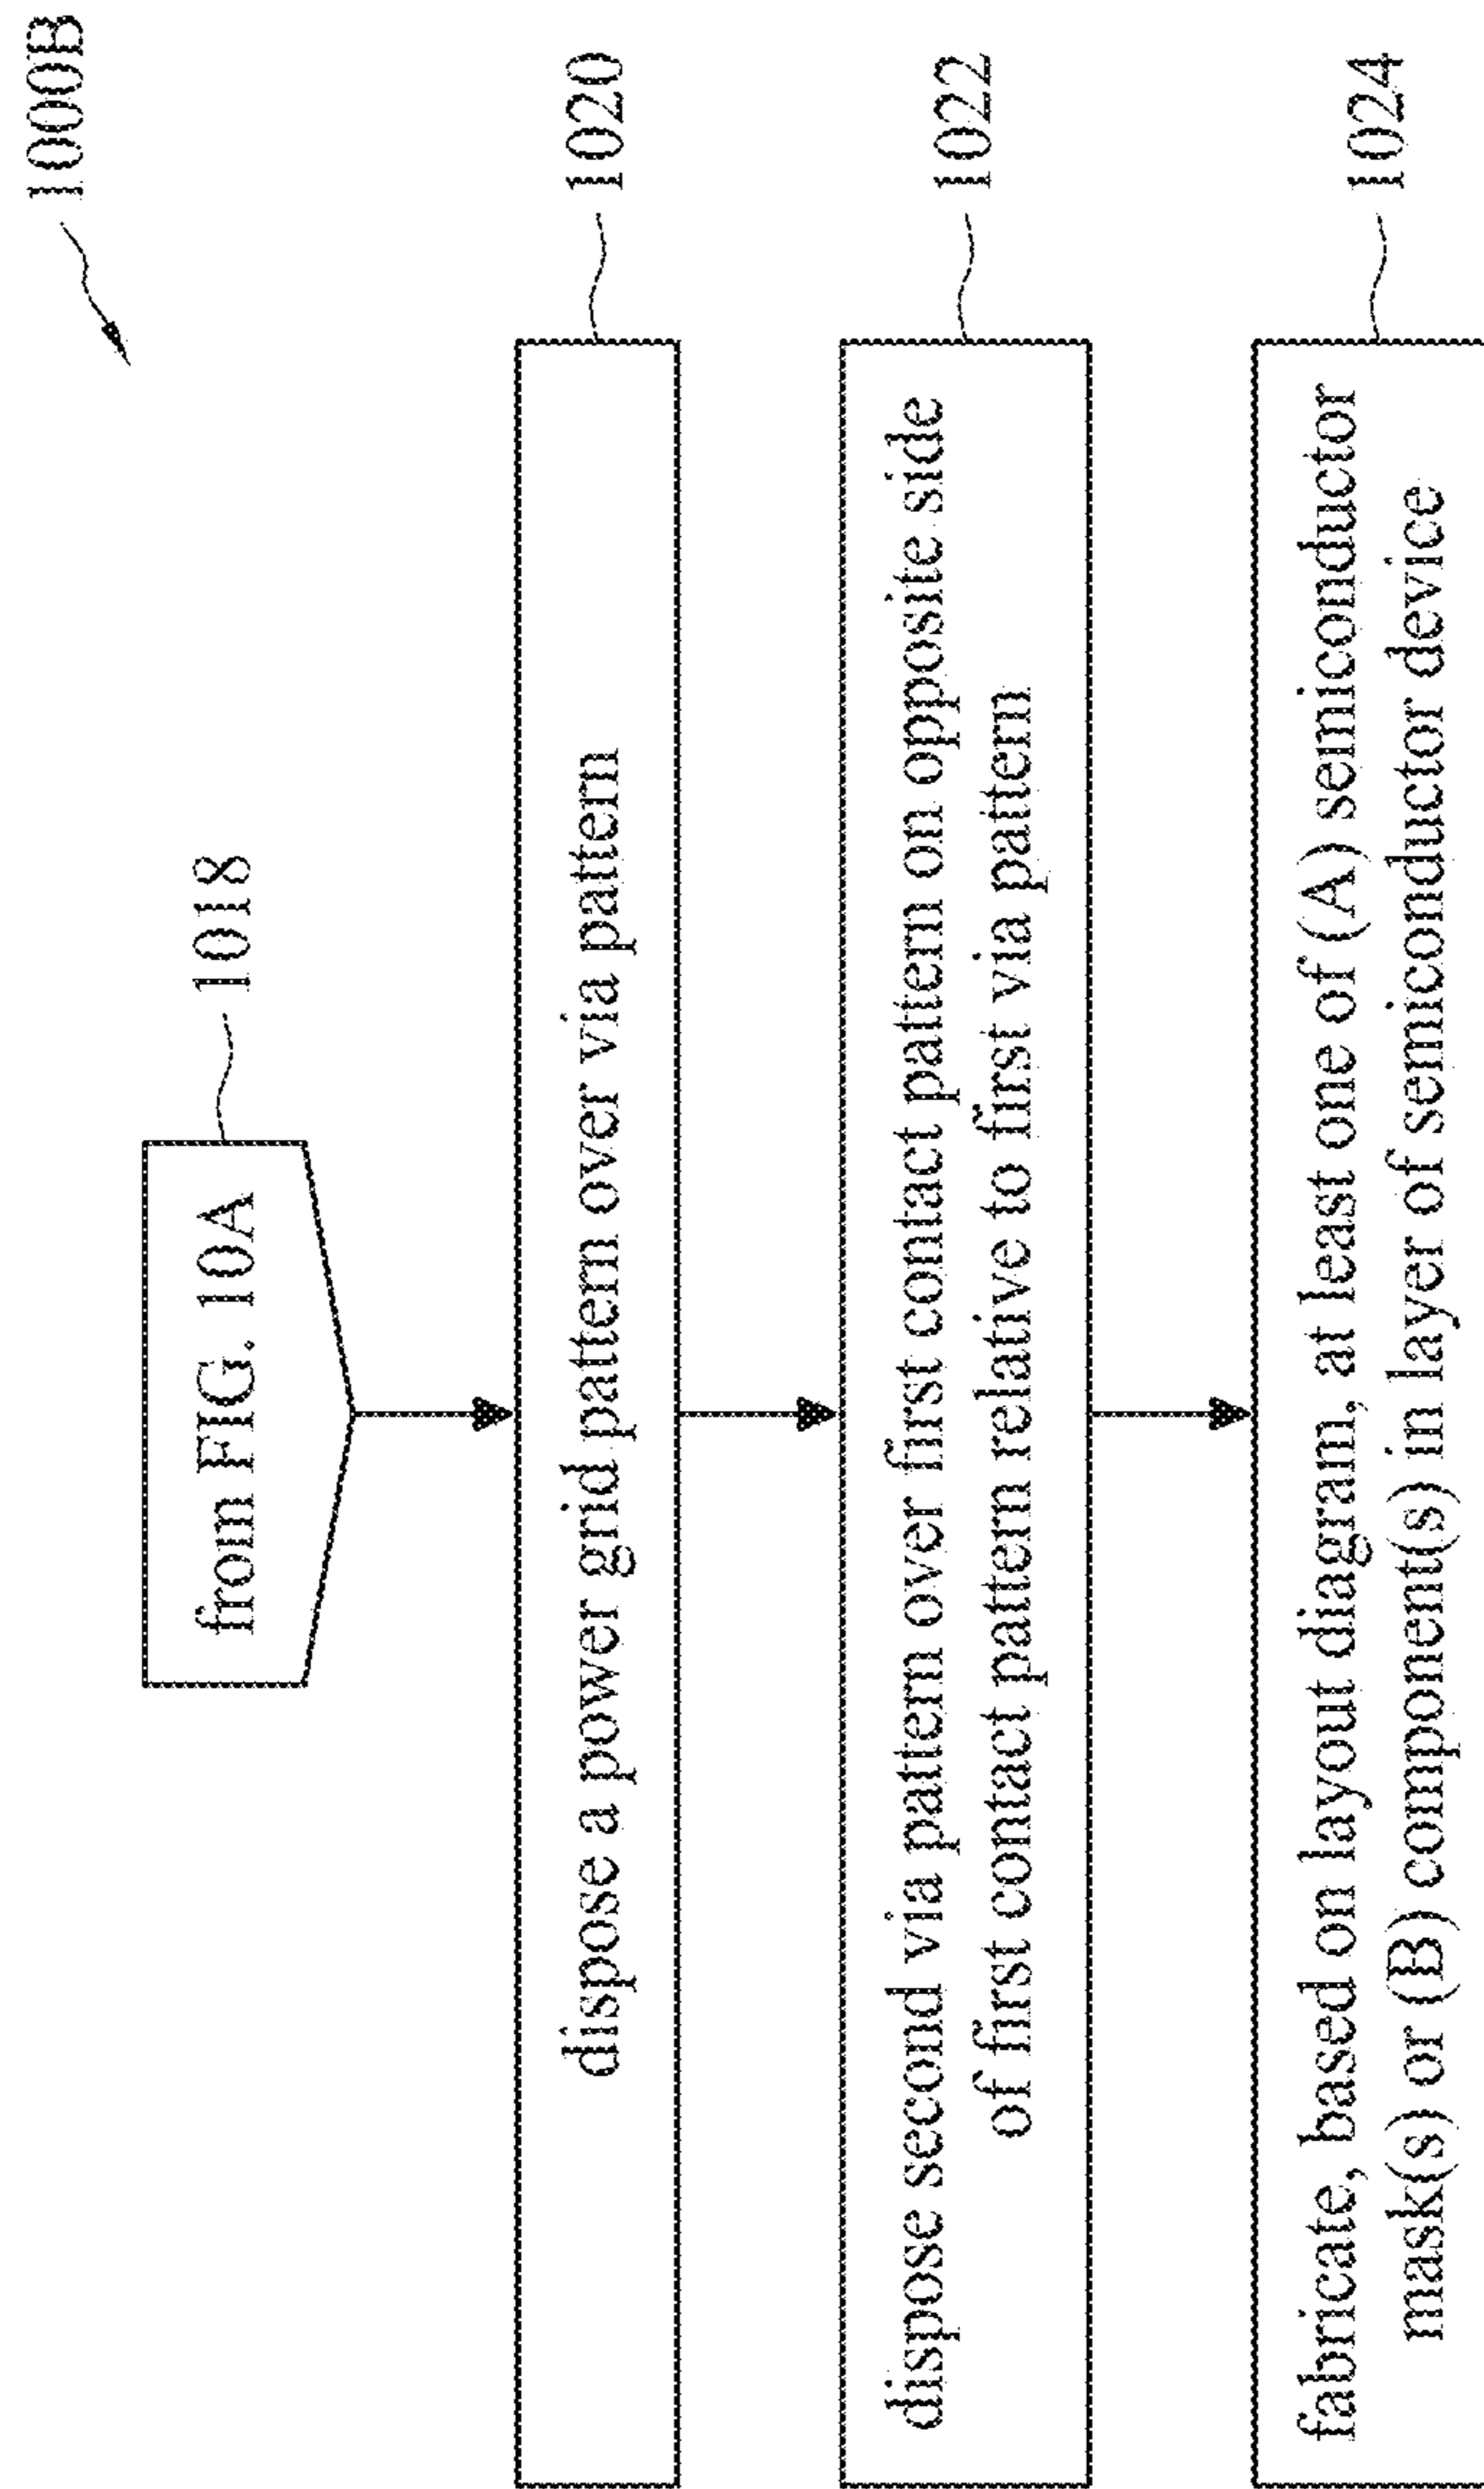 1000B
from FIG. 10A
1018
dispose a power grid pattern over via pattern
1020
dispose second via pattern over first contact pattern on opposite side
of first contact pattern relative to first via pattern
1022
fabricate, based on layout diagram, at least one of (A) semiconductor
mask(s) or (B) component(s) in layer of semiconductor device
1024